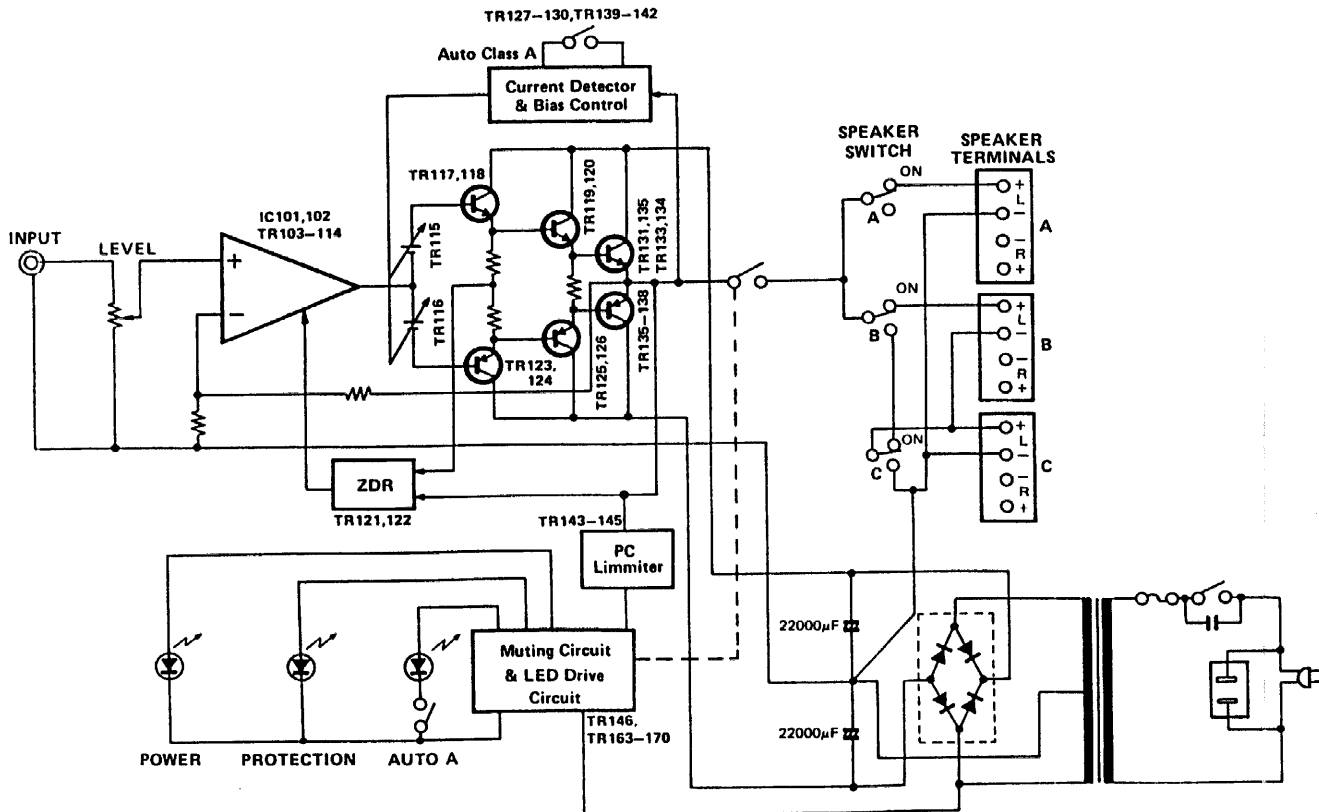 TR127–130,TR139–142
Auto Class A
Current Detector
& Bias Control
SPEAKER
SWITCH
SPEAKER
TERMINALS
TR117,118
TR119,120
TR131,135
TR133,134
IC101,102
TR103–114
INPUT
LEVEL
TR115
TR116
TR123,
124
TR125,126
TR135–138
+
−
ON
A
+
L
−
−
R
+
A
ON
B
+
L
−
−
R
+
B
ON
C
+
L
−
−
R
+
C
ZDR
TR121,122
TR143–145
PC
Limmiter
22000μF
22000μF
Muting Circuit
& LED Drive
Circuit
TR146,
TR163–170
POWER
PROTECTION
AUTO A